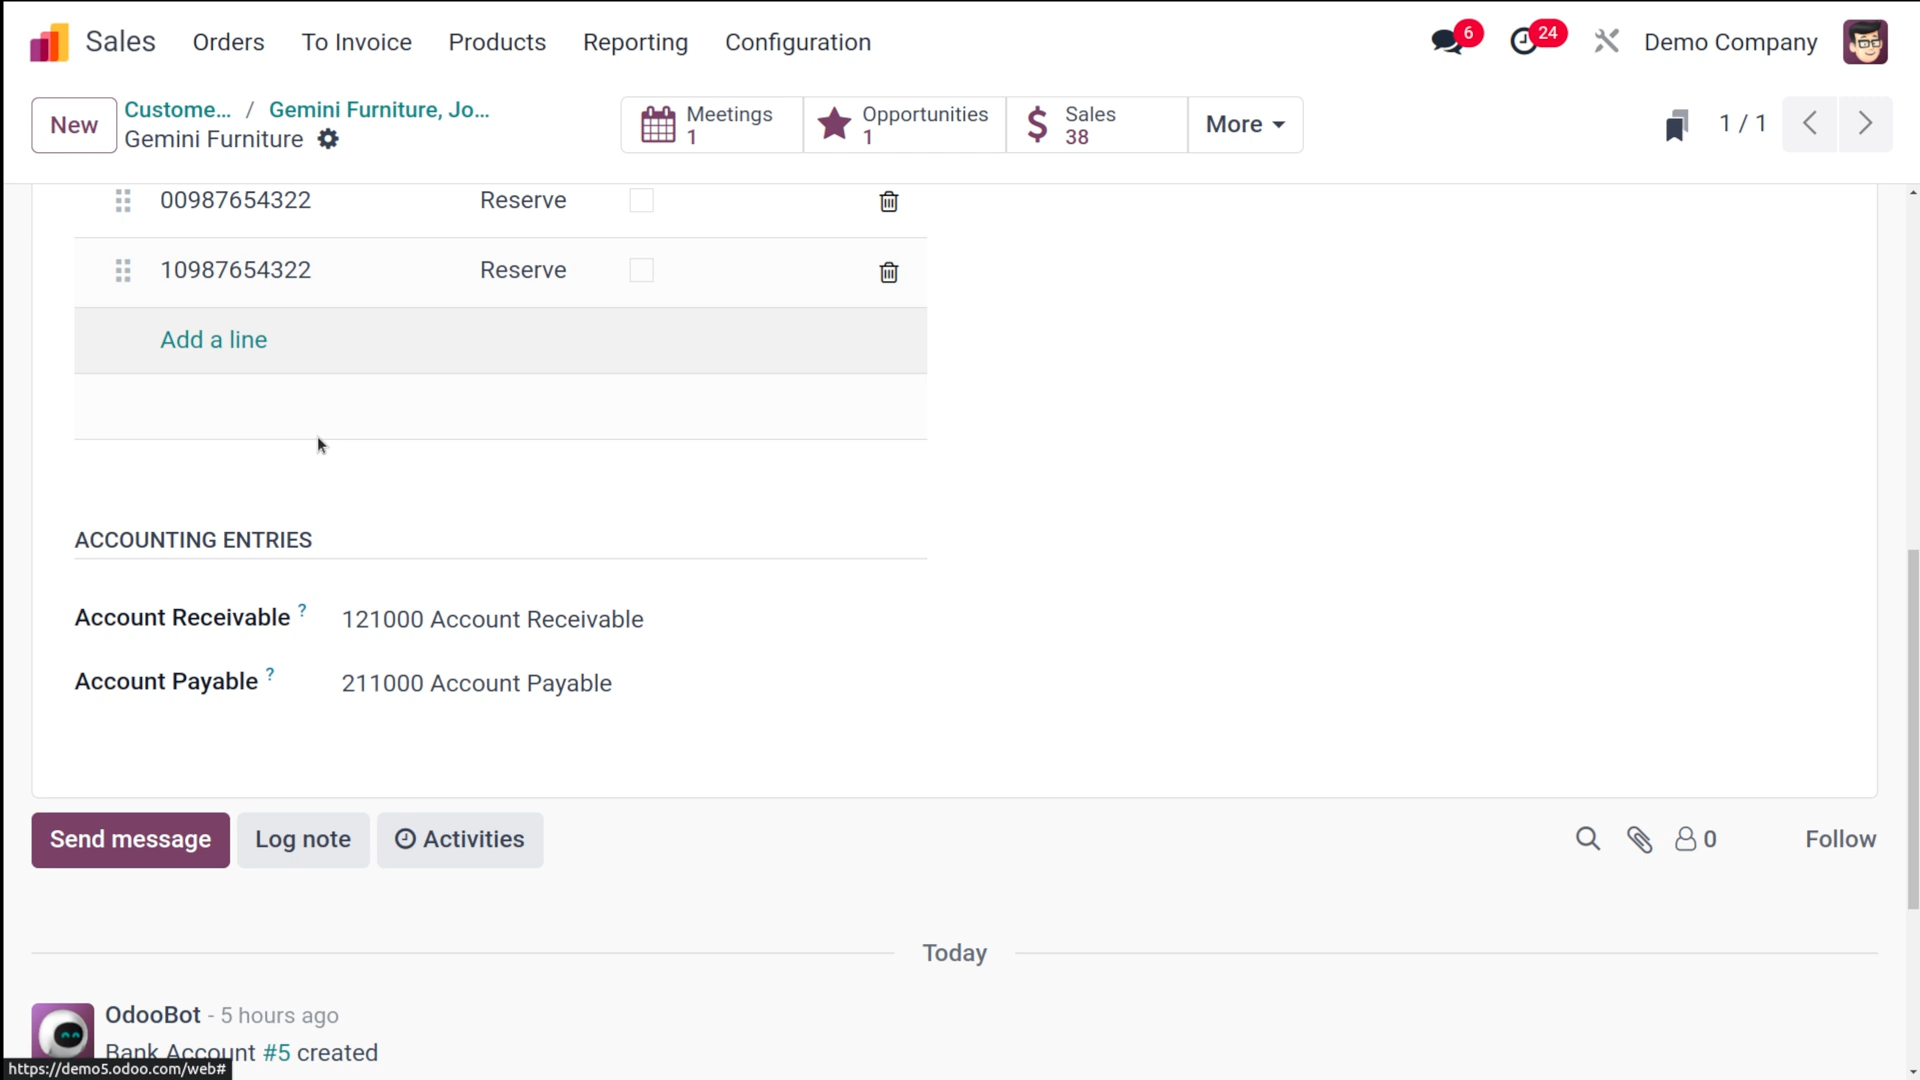 Sales Orders To Invoice Products Reporting Configuration 6 24 Demo Company
New Custome... / Gemini Furniture, Jo...
Gemini Furniture
Meetings 1 Opportunities 1 Sales 38 More 1 / 1
00987654322 Reserve
10987654322 Reserve
Add a line
ACCOUNTING ENTRIES
Account Receivable ? 121000 Account Receivable
Account Payable ? 211000 Account Payable
Send message Log note Activities 0 Follow
Today
OdooBot - 5 hours ago
Bank Account #5 created
https://demo5.odoo.com/web#